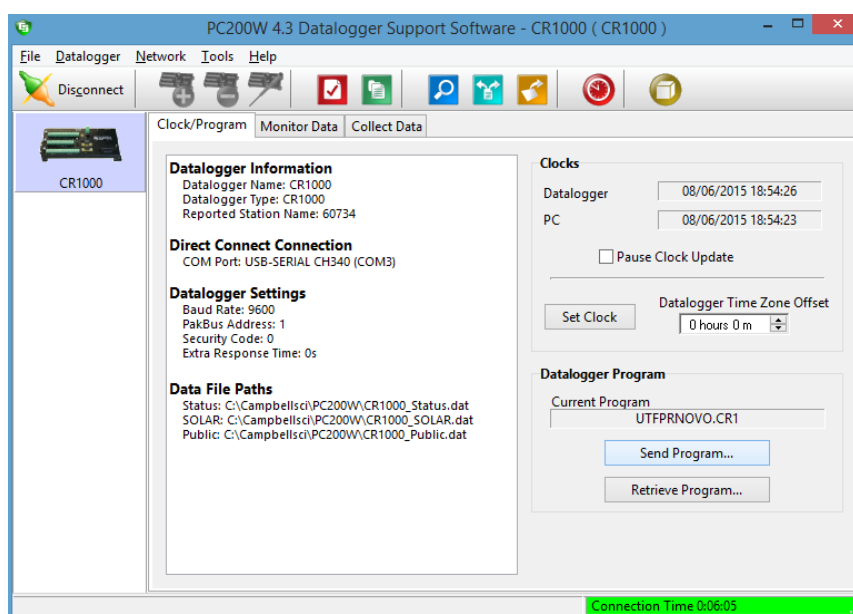 PC200W 4.3 Datalogger Support Software - CR1000 ( CR1000 )
File Datalogger Network Tools Help
Disconnect
CR1000
Clock/Program Monitor Data Collect Data
Datalogger Information
Datalogger Name: CR1000
Datalogger Type: CR1000
Reported Station Name: 60734
Direct Connect Connection
COM Port: USB-SERIAL CH340 (COM3)
Datalogger Settings
Baud Rate: 9600
PakBus Address: 1
Security Code: 0
Extra Response Time: 0s
Data File Paths
Status: C:\Campbellsci\PC200W\CR1000_Status.dat
SOLAR: C:\Campbellsci\PC200W\CR1000_SOLAR.dat
Public: C:\Campbellsci\PC200W\CR1000_Public.dat
Clocks
Datalogger 08/06/2015 18:54:26
PC 08/06/2015 18:54:23
Pause Clock Update
Datalogger Time Zone Offset
Set Clock 0 hours 0 m
Datalogger Program
Current Program
UTFPRNOVO.CR1
Send Program...
Retrieve Program...
Connection Time 0:06:05